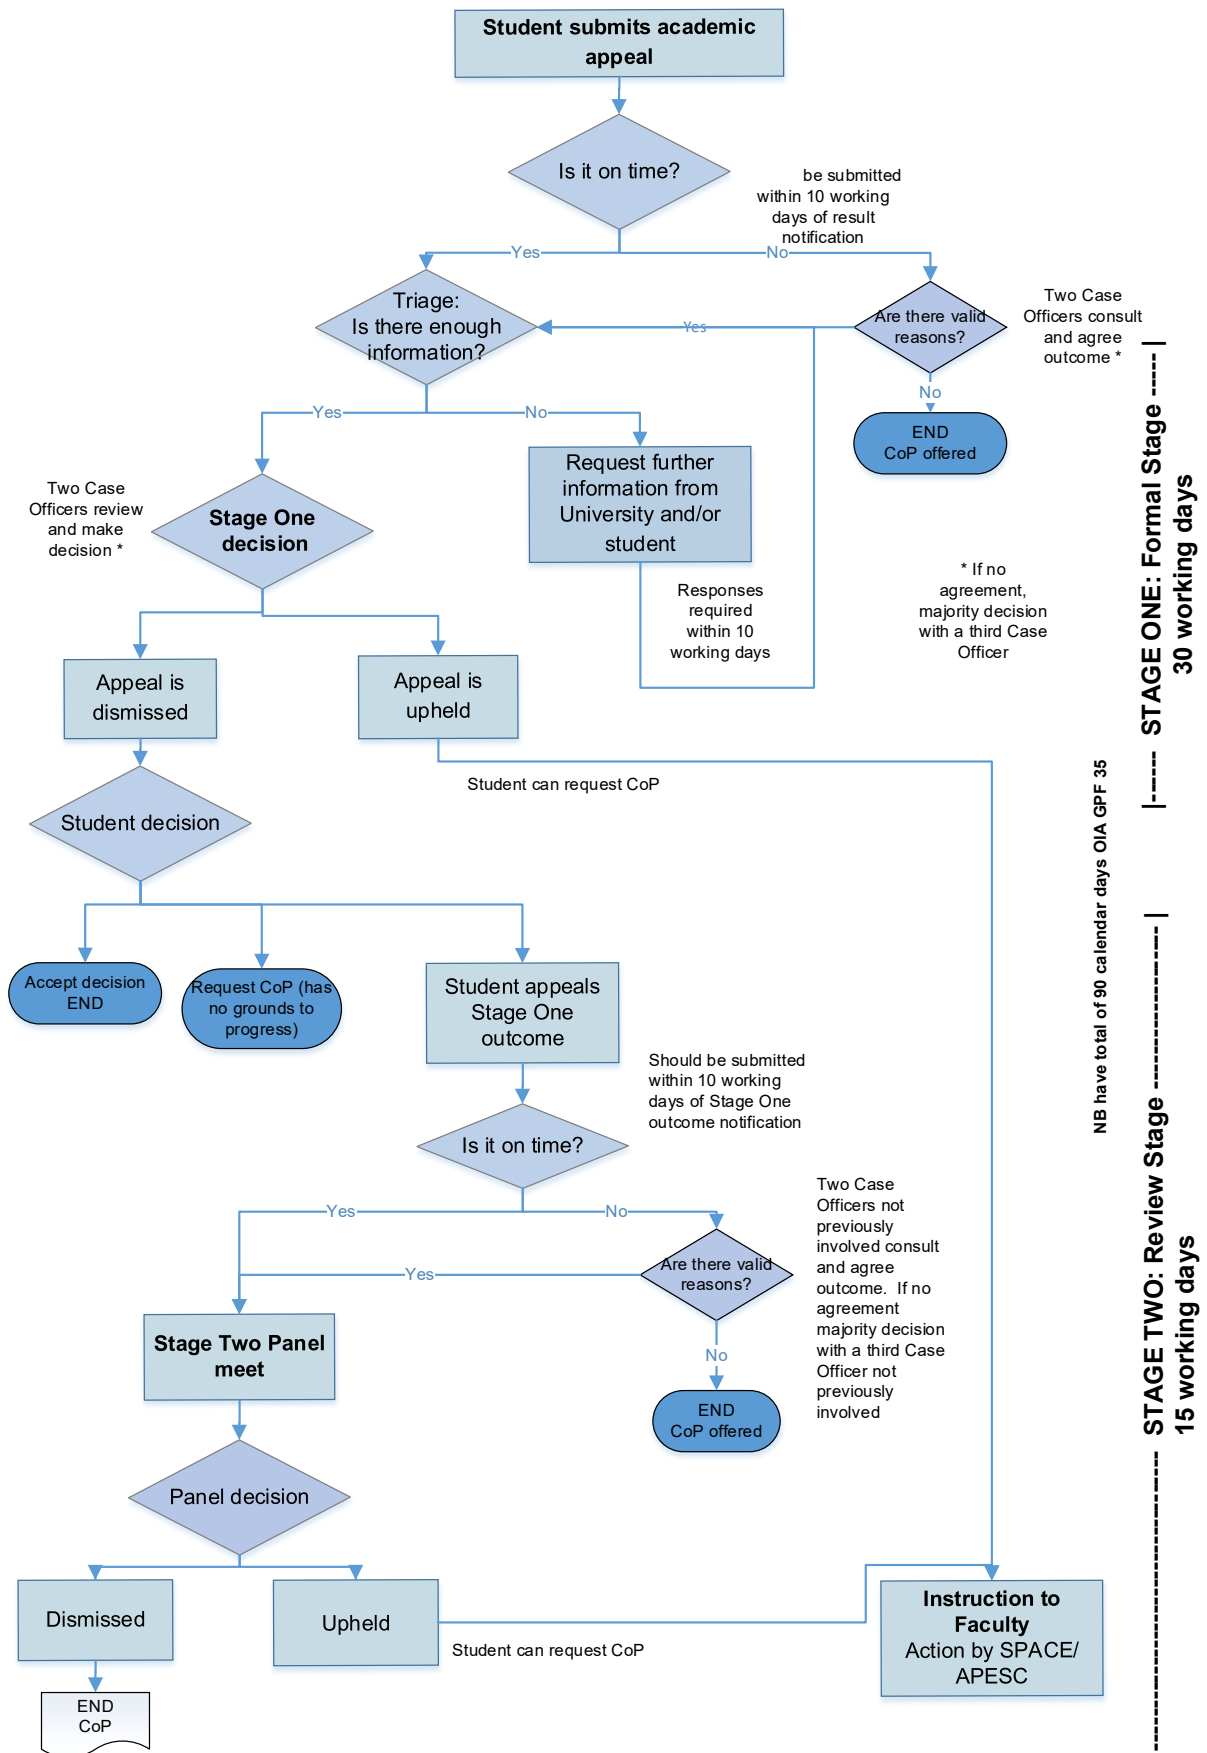 Student submits academic
appeal
Is it on time?
be submitted
within 10 working
days of result
notification
Yes
No
Triage:
Is there enough
information?
Yes
Are there valid
reasons?
Two Case
Officers consult
and agree
outcome *
No
END
CoP offered
Yes
No
Request further
information from
University and/or
student
Two Case
Officers review
and make
decision *
Stage One
decision
Responses
required
within 10
working days
* If no
agreement,
majority decision
with a third Case
Officer
|------ STAGE ONE: Formal Stage ------|
30 working days
Appeal is
dismissed
Appeal is
upheld
Student can request CoP
Student decision
NB have total of 90 calendar days OIA GPF 35
Accept decision
END
Request CoP (has
no grounds to
progress)
Student appeals
Stage One
outcome
Should be submitted
within 10 working
days of Stage One
outcome notification
Is it on time?
Yes
No
Two Case
Officers not
previously
involved consult
and agree
outcome. If no
agreement
majority decision
with a third Case
Officer not
previously
involved
Are there valid
reasons?
Yes
No
END
CoP offered
STAGE TWO: Review Stage
15 working days
Stage Two Panel
meet
Panel decision
Dismissed
Upheld
Student can request CoP
Instruction to
Faculty
Action by SPACE/
APESC
END
CoP